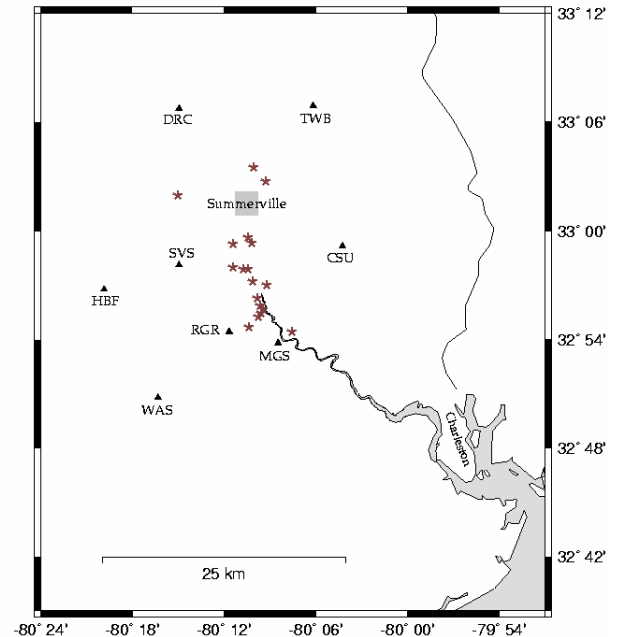 33° 12'
DRC
TWB
33° 06'
Summerville
33° 00'
SVS
CSU
HBF
RGR
MGS
32° 54'
WAS
Charleston
32° 48'
32° 42'
25 km
-80° 24'
-80° 18'
-80° 12'
-80° 06'
-80° 00'
-79° 54'